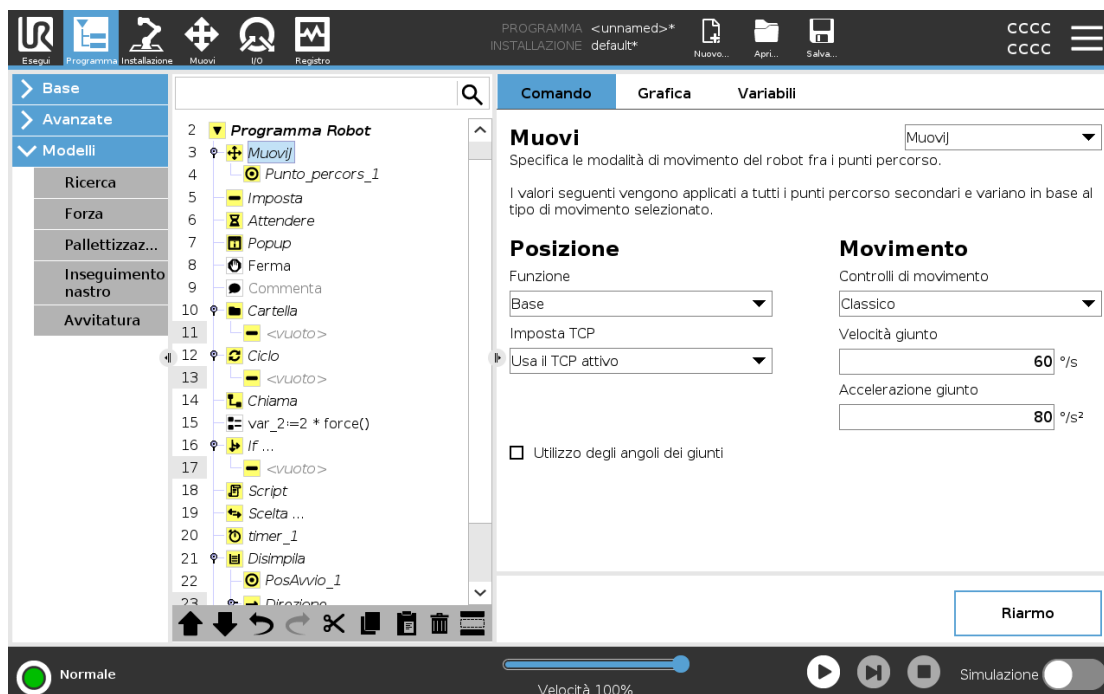 PROGRAMMA <unnamed>*
INSTALLAZIONE default*
UR
Esegui
Programma
Installazione
Muovi
I/O
Registro
Nuovo...
Apri...
Salva...
cccc
cccc
Base
Avanzate
Modelli
Ricerca
Forza
Pallettizzaz...
Inseguimento
nastro
Avvitatura
2 Programma Robot
3 MuoviJ
4 Punto_percors_1
5 Imposta
6 Attendere
7 Popup
8 Ferma
9 Commenta
10 Cartella
11 <vuoto>
12 Ciclo
13 <vuoto>
14 Chiama
15 var_2:=2 * force()
16 If ...
17 <vuoto>
18 Script
19 Scelta ...
20 timer_1
21 Disimpila
22 PosAvvio_1
23 Direzione
Comando
Grafica
Variabili
Muovi
MuoviJ
Specifica le modalità di movimento del robot fra i punti percorso.
I valori seguenti vengono applicati a tutti i punti percorso secondari e variano in base al
tipo di movimento selezionato.
Posizione
Funzione
Base
Imposta TCP
Usa il TCP attivo
Utilizzo degli angoli dei giunti
Movimento
Controlli di movimento
Classico
Velocità giunto
60 °/s
Accelerazione giunto
80 °/s²
Riarmo
Normale
Velocità 100%
Simulazione